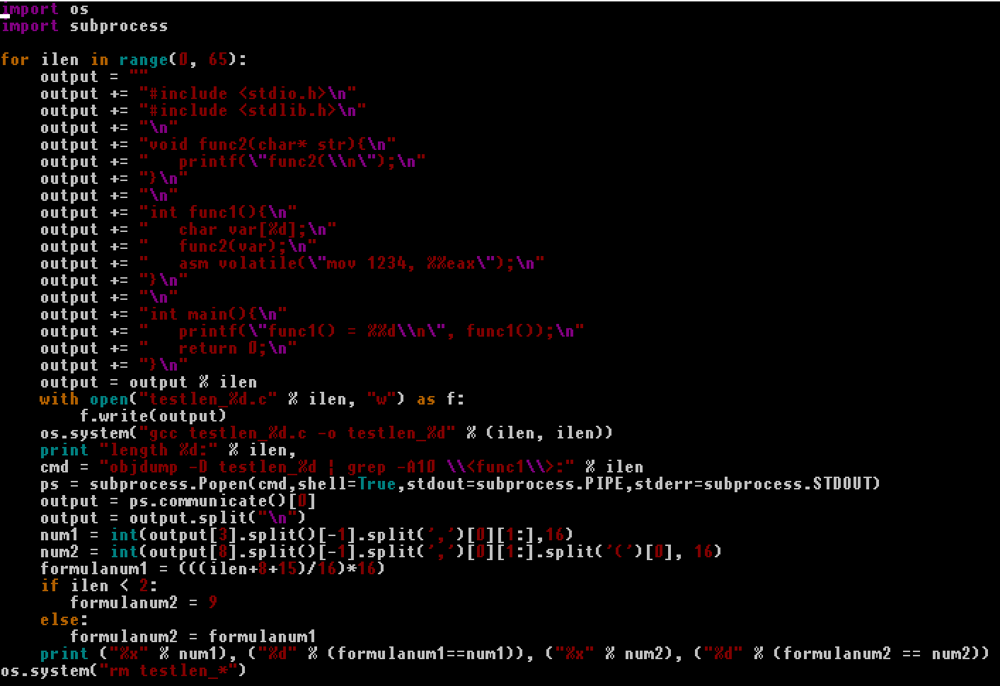 import os
import subprocess

for ilen in range(0, 65):
    output = ""
    output += "#include <stdio.h>\n"
    output += "#include <stdlib.h>\n"
    output += "\n"
    output += "void func2(char* str){\n"
    output += "   printf(\"func2(\\n\");\n"
    output += "}\n"
    output += "\n"
    output += "int func1(){\n"
    output += "   char var[%d];\n"
    output += "   func2(var);\n"
    output += "   asm volatile(\"mov 1234, %%eax\");\n"
    output += "}\n"
    output += "\n"
    output += "int main(){\n"
    output += "   printf(\"func1() = %%d\\n\", func1());\n"
    output += "   return 0;\n"
    output += "}\n"
    output = output % ilen
    with open("testlen_%d.c" % ilen, "w") as f:
        f.write(output)
    os.system("gcc testlen_%d.c -o testlen_%d" % (ilen, ilen))
    print "length %d:" % ilen,
    cmd = "objdump -D testlen_%d | grep -A10 \\<func1\\>:" % ilen
    ps = subprocess.Popen(cmd,shell=True,stdout=subprocess.PIPE,stderr=subprocess.STDOUT)
    output = ps.communicate()[0]
    output = output.split("\n")
    num1 = int(output[3].split()[-1].split(',')[0][1:],16)
    num2 = int(output[8].split()[-1].split(',')[0][1:].split('(')[0], 16)
    formulanum1 = (((ilen+8+15)/16)*16)
    if ilen < 2:
       formulanum2 = 9
    else:
       formulanum2 = formulanum1
    print ("%x" % num1), ("%d" % (formulanum1==num1)), ("%x" % num2), ("%d" % (formulanum2 == num2))
os.system("rm testlen_*")